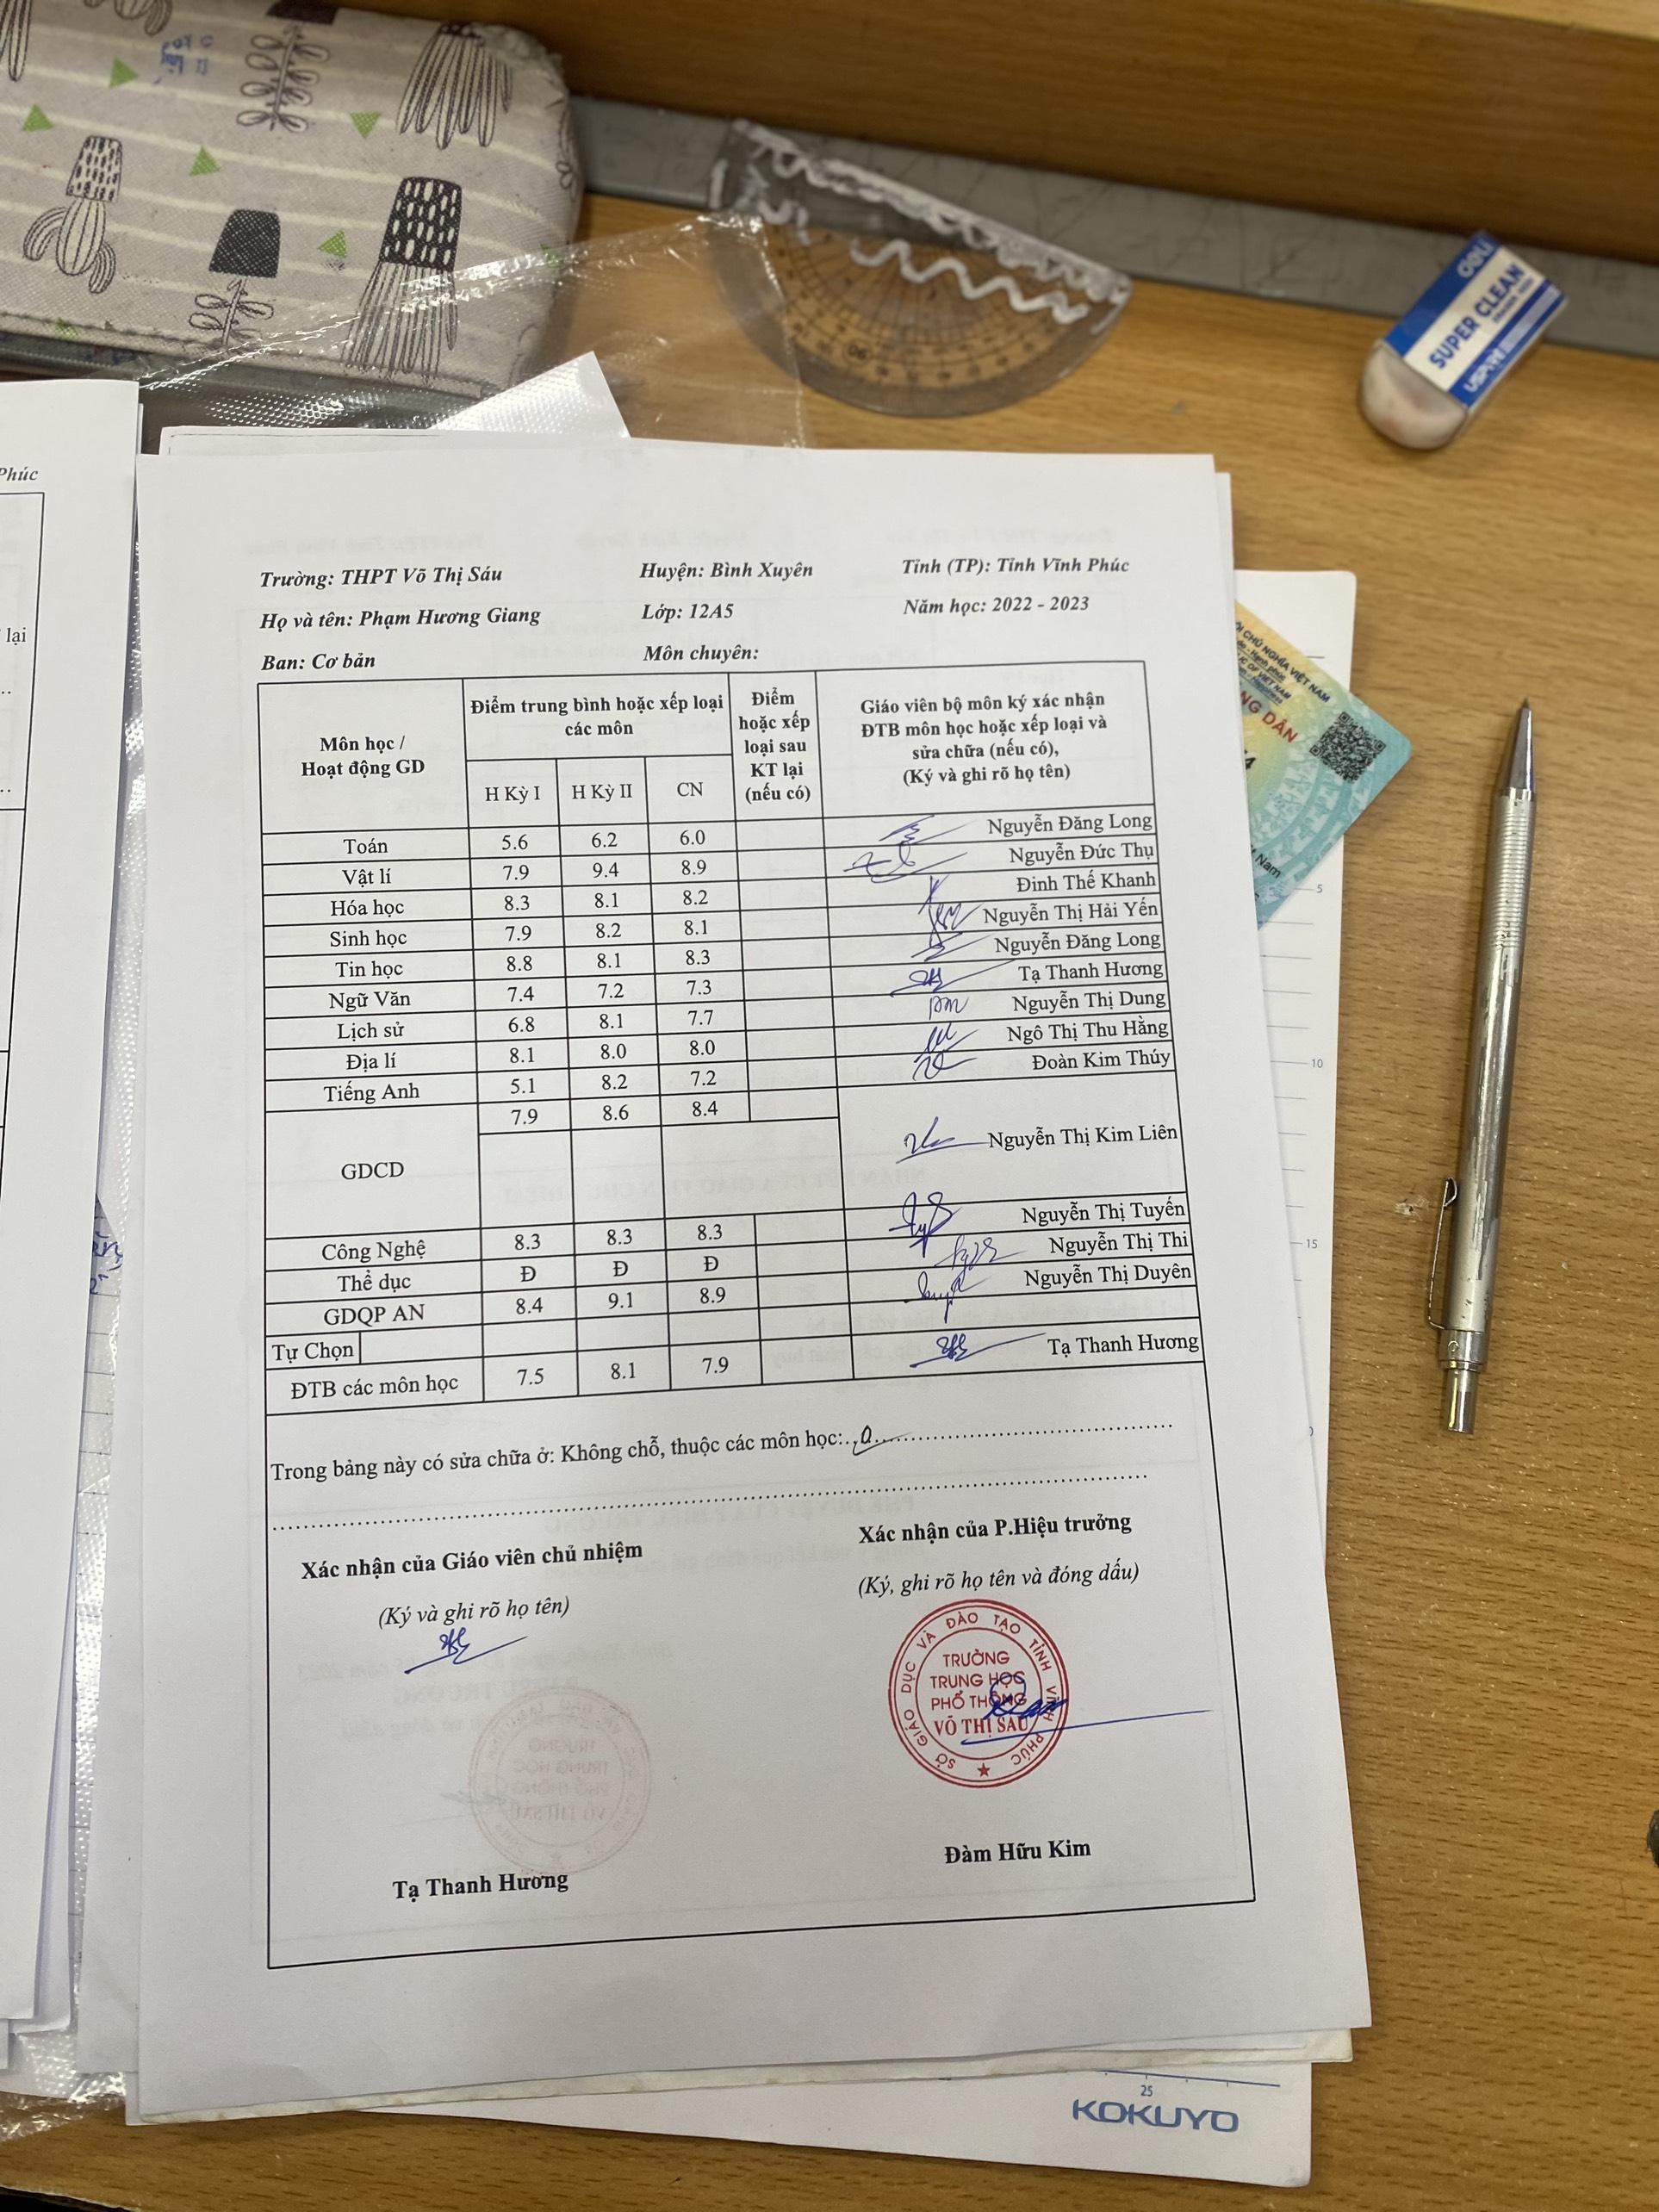 deli
SUPER CLEAN
Phúc
lại
Trường: THPT Võ Thị Sáu Huyện: Bình Xuyên Tỉnh (TP): Tỉnh Vĩnh Phúc
Họ và tên: Phạm Hương Giang Lớp: 12A5 Năm học: 2022 - 2023
Ban: Cơ bản Môn chuyên:
Môn học /
Hoạt động GD
Điểm trung bình hoặc xếp loại
các môn
H Kỳ I H Kỳ II CN
Điểm
hoặc xếp
loại sau
KT lại
(nếu có)
Giáo viên bộ môn ký xác nhận
ĐTB môn học hoặc xếp loại và
sửa chữa (nếu có),
(Ký và ghi rõ họ tên)
Toán 5.6 6.2 6.0 Nguyễn Đăng Long
Vật lí 7.9 9.4 8.9 Nguyễn Đức Thụ
Hóa học 8.3 8.1 8.2 Đinh Thế Khanh
Sinh học 7.9 8.2 8.1 Nguyễn Thị Hải Yến
Tin học 8.8 8.1 8.3 Nguyễn Đăng Long
Ngữ Văn 7.4 7.2 7.3 Tạ Thanh Hương
Lịch sử 6.8 8.1 7.7 Nguyễn Thị Dung
Địa lí 8.1 8.0 8.0 Ngô Thị Thu Hằng
Tiếng Anh 5.1 8.2 7.2 Đoàn Kim Thúy
GDCD 7.9 8.6 8.4 Nguyễn Thị Kim Liên
Công Nghệ 8.3 8.3 8.3 Nguyễn Thị Tuyến
Thể dục Đ Đ Đ Nguyễn Thị Thi
GDQP AN 8.4 9.1 8.9 Nguyễn Thị Duyên
Tự Chọn
ĐTB các môn học 7.5 8.1 7.9 Tạ Thanh Hương
Trong bảng này có sửa chữa ở: Không chỗ, thuộc các môn học:..0..............................
..............................................................................
Xác nhận của Giáo viên chủ nhiệm
(Ký và ghi rõ họ tên)
Tạ Thanh Hương
Xác nhận của P.Hiệu trưởng
(Ký, ghi rõ họ tên và đóng dấu)
SỞ GIÁO DỤC VÀ ĐÀO TẠO TỈNH VĨNH PHÚC
TRƯỜNG
TRUNG HỌC
PHỔ THÔNG
VÕ THỊ SÁU
Đàm Hữu Kim
CHỦ NGHĨA VIỆT NAM
G DÂN
Nam
5
10
15
25
KOKUYO